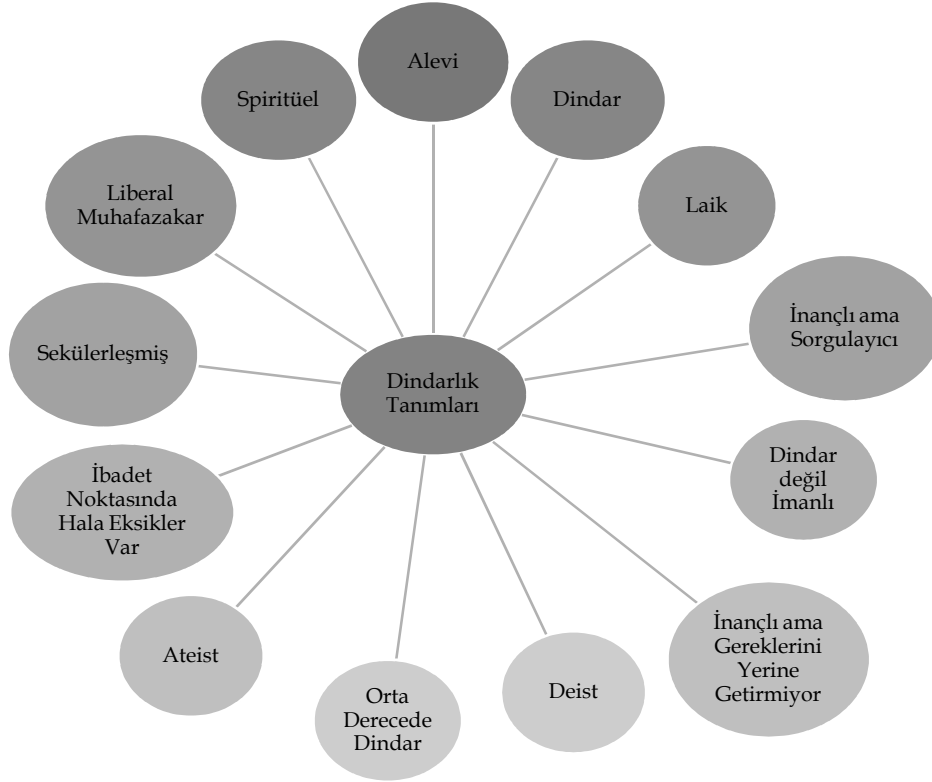 Alevi
Dindar
Laik
İnançlı ama
Sorgulayıcı
Dindar
değil
İmanlı
İnançlı ama
Gereklerini
Yerine
Getirmiyor
Deist
Orta
Derecede
Dindar
Ateist
İbadet
Noktasında
Hala Eksikler
Var
Sekülerleşmiş
Liberal
Muhafazakar
Spiritüel
Dindarlık
Tanımları